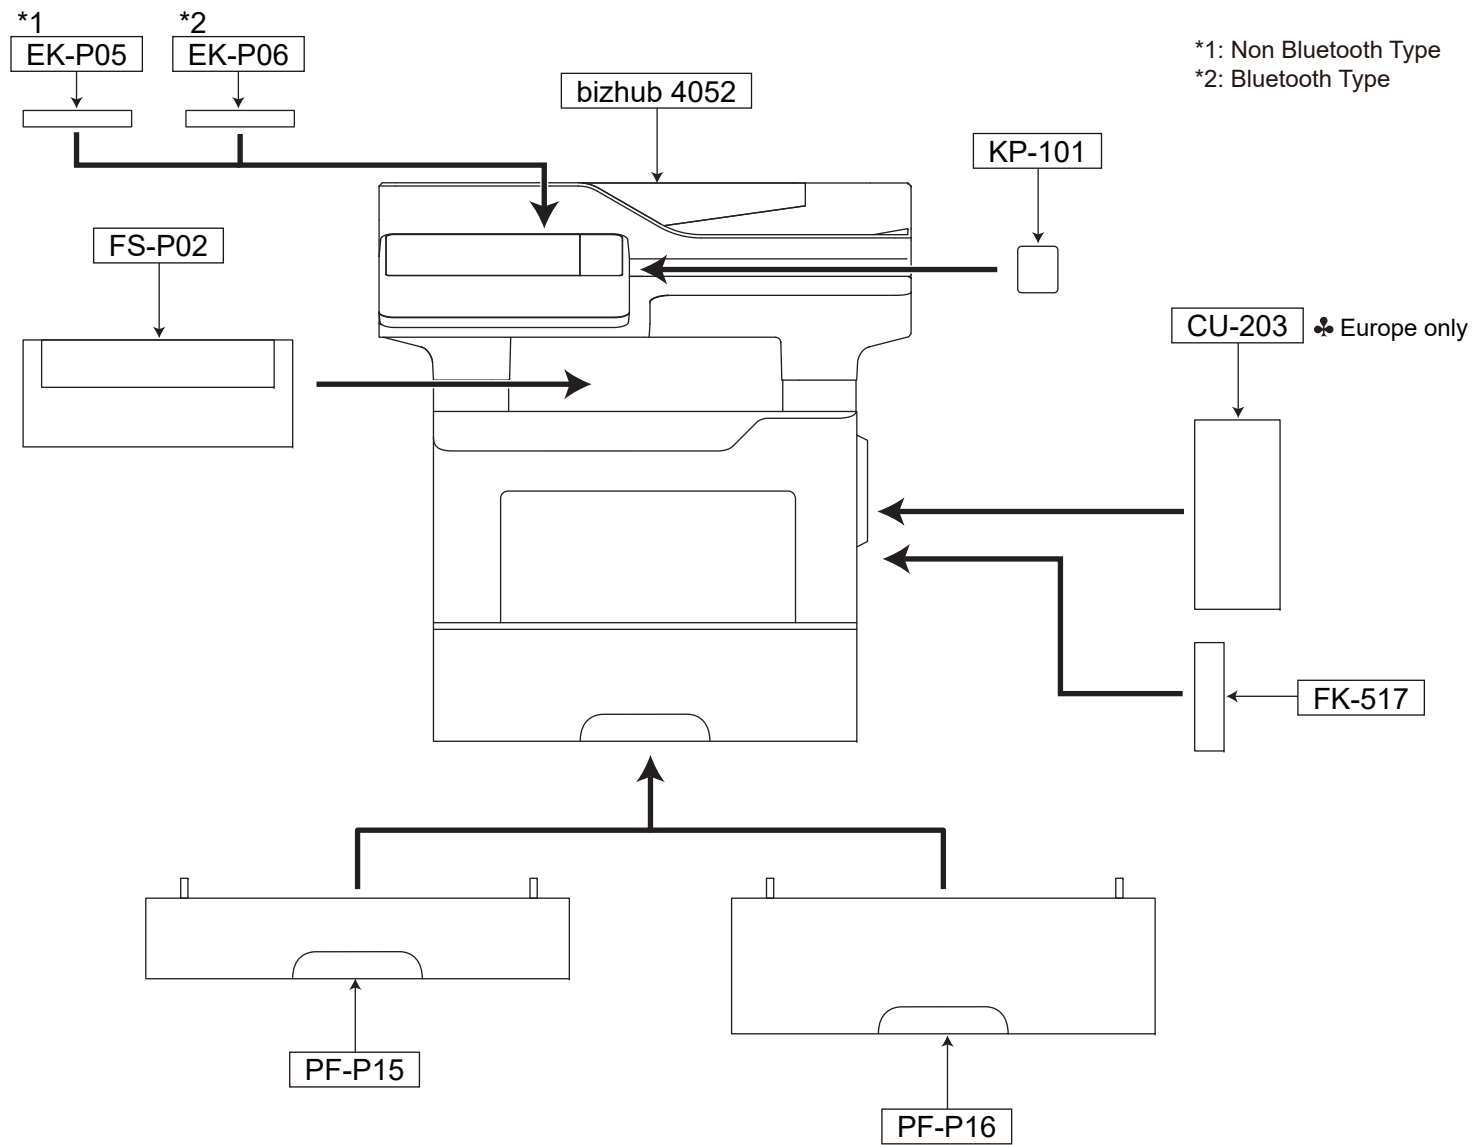 *1
*2
EK-P05
EK-P06
*1: Non Bluetooth Type
*2: Bluetooth Type
bizhub 4052
KP-101
FS-P02
CU-203 ♣ Europe only
FK-517
PF-P15
PF-P16